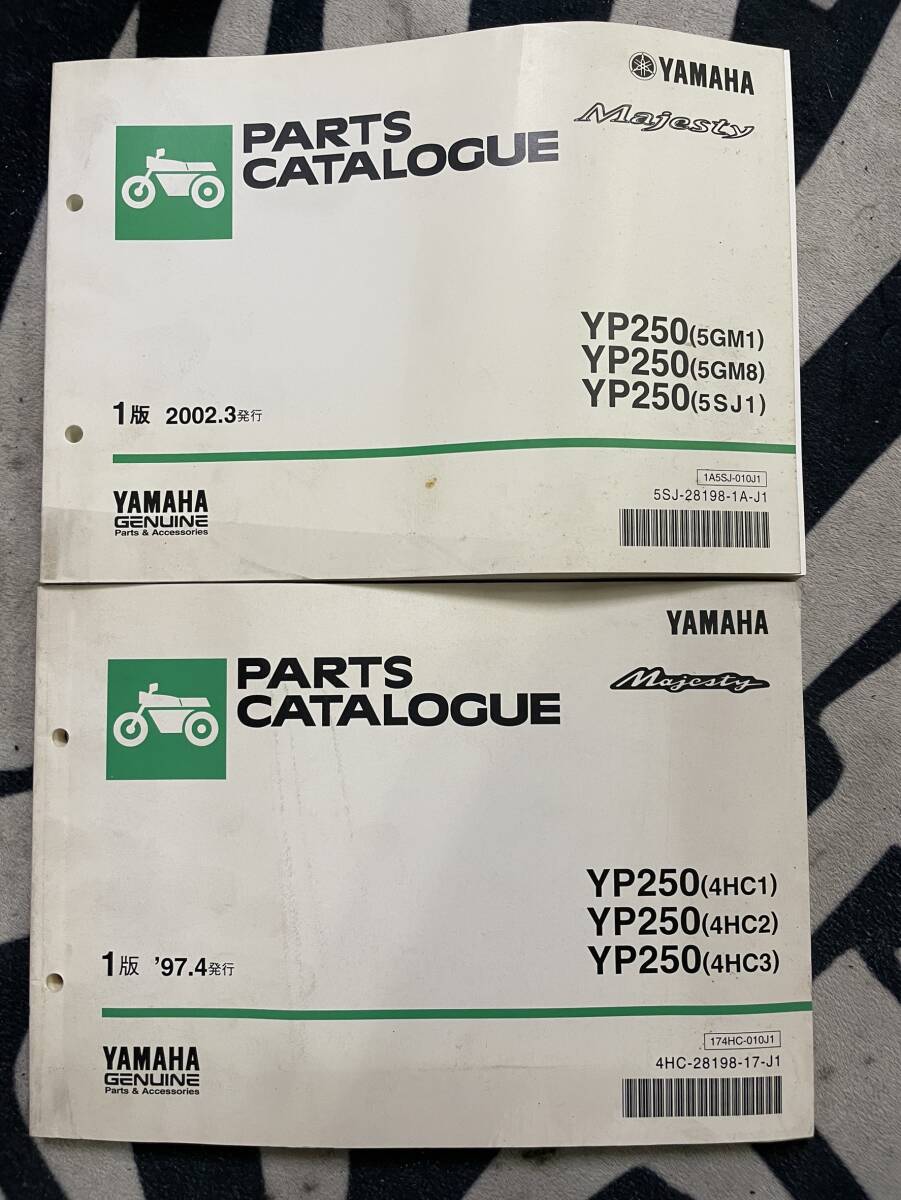 YAMAHA
Majesty
PARTS
CATALOGUE
YP250(5GM1)
YP250(5GM8)
YP250(5SJ1)
1版 2002.3発行
1A5SJ-010J1
5SJ-28198-1A-J1
YAMAHA
GENUINE
Parts & Accessories
YAMAHA
Majesty
PARTS
CATALOGUE
YP250(4HC1)
YP250(4HC2)
YP250(4HC3)
1版 '97.4発行
174HC-010J1
4HC-28198-17-J1
YAMAHA
GENUINE
Parts & Accessories